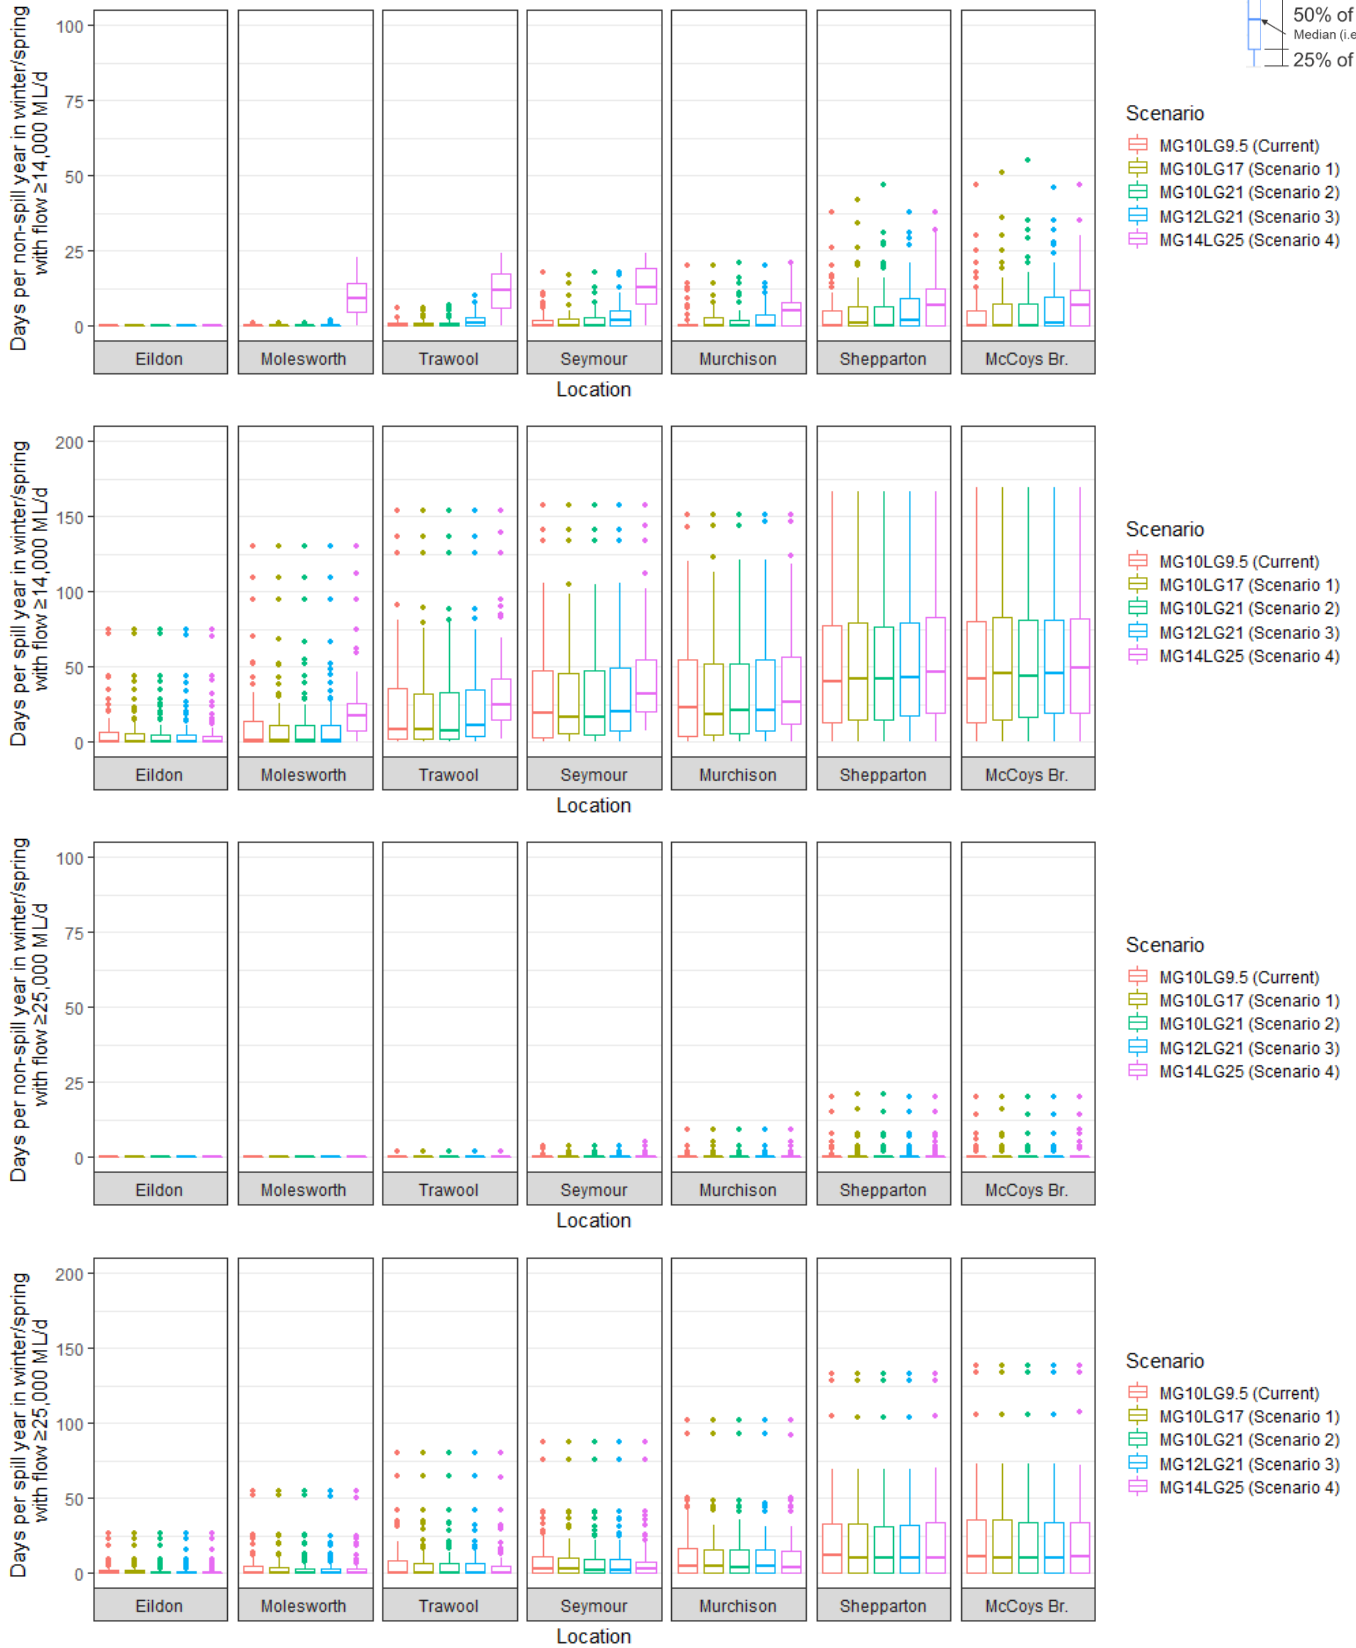 50% of
Median (i.e
25% of
Days per non-spill year in winter/spring
with flow ≥14,000 ML/d
100
75
50
25
0
Eildon
Molesworth
Trawool
Seymour
Murchison
Shepparton
McCoys Br.
Location
Scenario
MG10LG9.5 (Current)
MG10LG17 (Scenario 1)
MG10LG21 (Scenario 2)
MG12LG21 (Scenario 3)
MG14LG25 (Scenario 4)
Days per spill year in winter/spring
with flow ≥14,000 ML/d
200
150
100
50
0
Eildon
Molesworth
Trawool
Seymour
Murchison
Shepparton
McCoys Br.
Location
Scenario
MG10LG9.5 (Current)
MG10LG17 (Scenario 1)
MG10LG21 (Scenario 2)
MG12LG21 (Scenario 3)
MG14LG25 (Scenario 4)
Days per non-spill year in winter/spring
with flow ≥25,000 ML/d
100
75
50
25
0
Eildon
Molesworth
Trawool
Seymour
Murchison
Shepparton
McCoys Br.
Location
Scenario
MG10LG9.5 (Current)
MG10LG17 (Scenario 1)
MG10LG21 (Scenario 2)
MG12LG21 (Scenario 3)
MG14LG25 (Scenario 4)
Days per spill year in winter/spring
with flow ≥25,000 ML/d
200
150
100
50
0
Eildon
Molesworth
Trawool
Seymour
Murchison
Shepparton
McCoys Br.
Location
Scenario
MG10LG9.5 (Current)
MG10LG17 (Scenario 1)
MG10LG21 (Scenario 2)
MG12LG21 (Scenario 3)
MG14LG25 (Scenario 4)